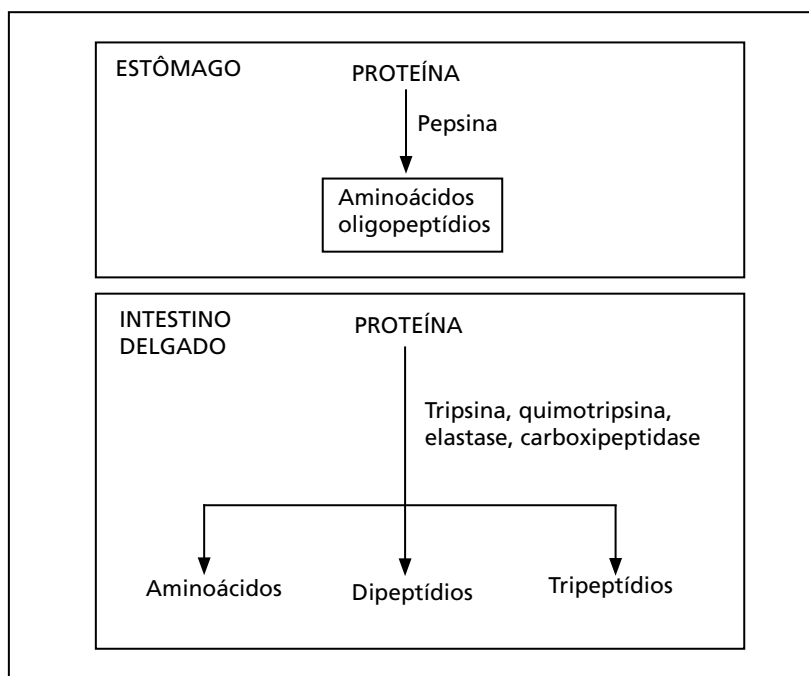 ESTÔMAGO
PROTEÍNA
Pepsina
Aminoácidos
oligopeptídios
INTESTINO
DELGADO
PROTEÍNA
Tripsina, quimotripsina,
elastase, carboxipeptidase
Aminoácidos
Dipeptídios
Tripeptídios